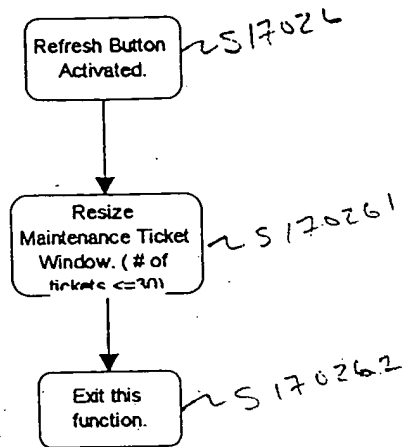 Refresh Button
Activated.
S17026
Resize
Maintenance Ticket
Window. ( # of
tickets <=30)
S170261
Exit this
function.
S170262